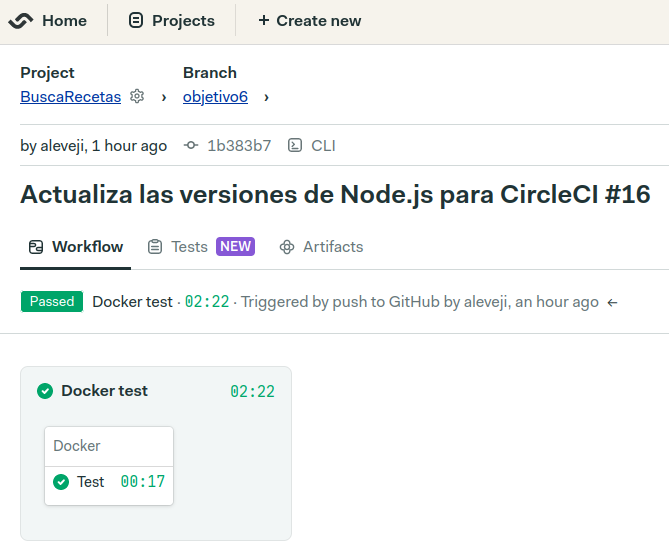 Home Projects + Create new
Project Branch
BuscaRecetas › objetivo6 ›
by aleveji, 1 hour ago 1b383b7 CLI
Actualiza las versiones de Node.js para CircleCI #16
Workflow Tests NEW Artifacts
Passed Docker test · 02:22 · Triggered by push to GitHub by aleveji, an hour ago ←
Docker test 02:22
Docker
Test 00:17